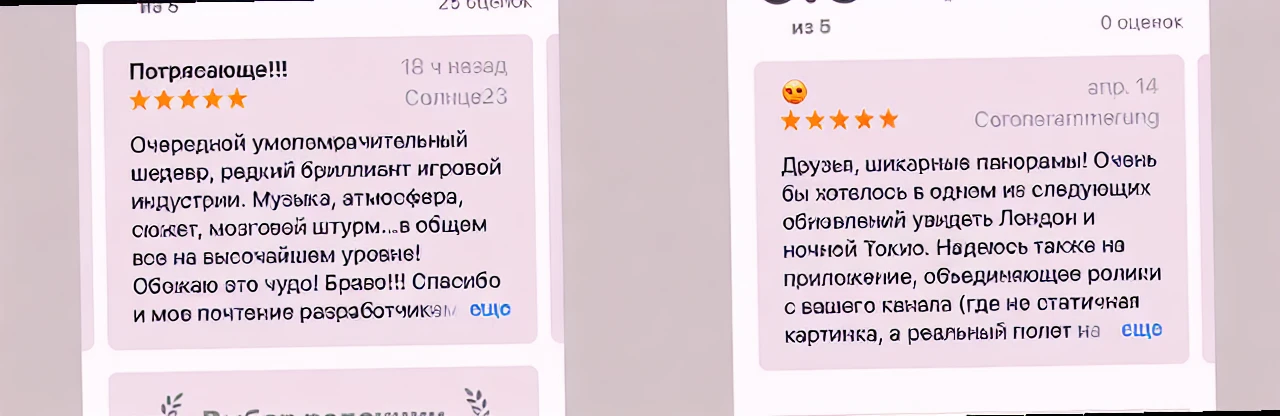 из 5
25 оценок
Потрясающе!!!
18 ч назад
Солнце23
Очередной умопомрачительный
шедевр, редкий бриллиант игровой
индустрии. Музыка, атмосфера,
сюжет, мозговой штурм...в общем
все на высочайшем уровне!
Обожаю это чудо! Браво!!! Спасибо
и мое почтение разработчикам
ещё
Выбор редакции
из 5
0 оценок
апр. 14
Coronerammerung
Друзья, шикарные панорамы! Очень
бы хотелось в одном из следующих
обновлений увидеть Лондон и
ночной Токио. Надеюсь также на
приложение, объединяющее ролики
с вашего канала (где не статичная
картинка, а реальный полет на
ещё